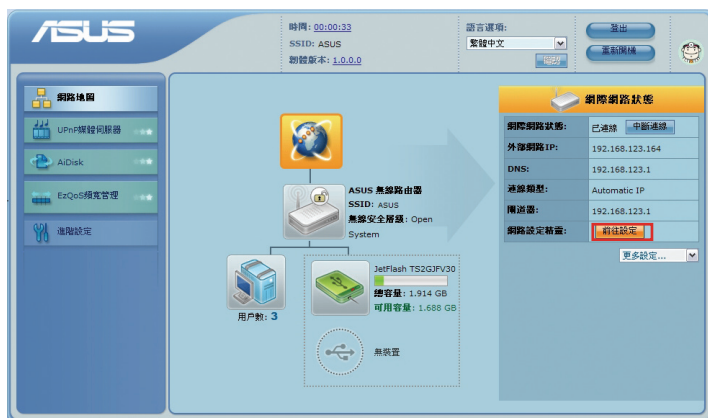 ASUS
時間: 00:00:33
SSID: ASUS
韌體版本: 1.0.0.0
語言選項:
繁體中文
登出
重新開機
網路地圖
UPnP媒體伺服器
AiDisk
EzQoS頻寬管理
進階設定
ASUS 無線路由器
SSID: ASUS
無線安全層級: Open
System
用戶數: 3
JetFlash TS2GJFV30
總容量: 1.914 GB
可用容量: 1.688 GB
無裝置
網際網路狀態
網際網路狀態: 已連線 中斷連線
外部網路IP: 192.168.123.164
DNS: 192.168.123.1
連線類型: Automatic IP
閘道器: 192.168.123.1
網路設定精靈: 前往設定
更多設定...